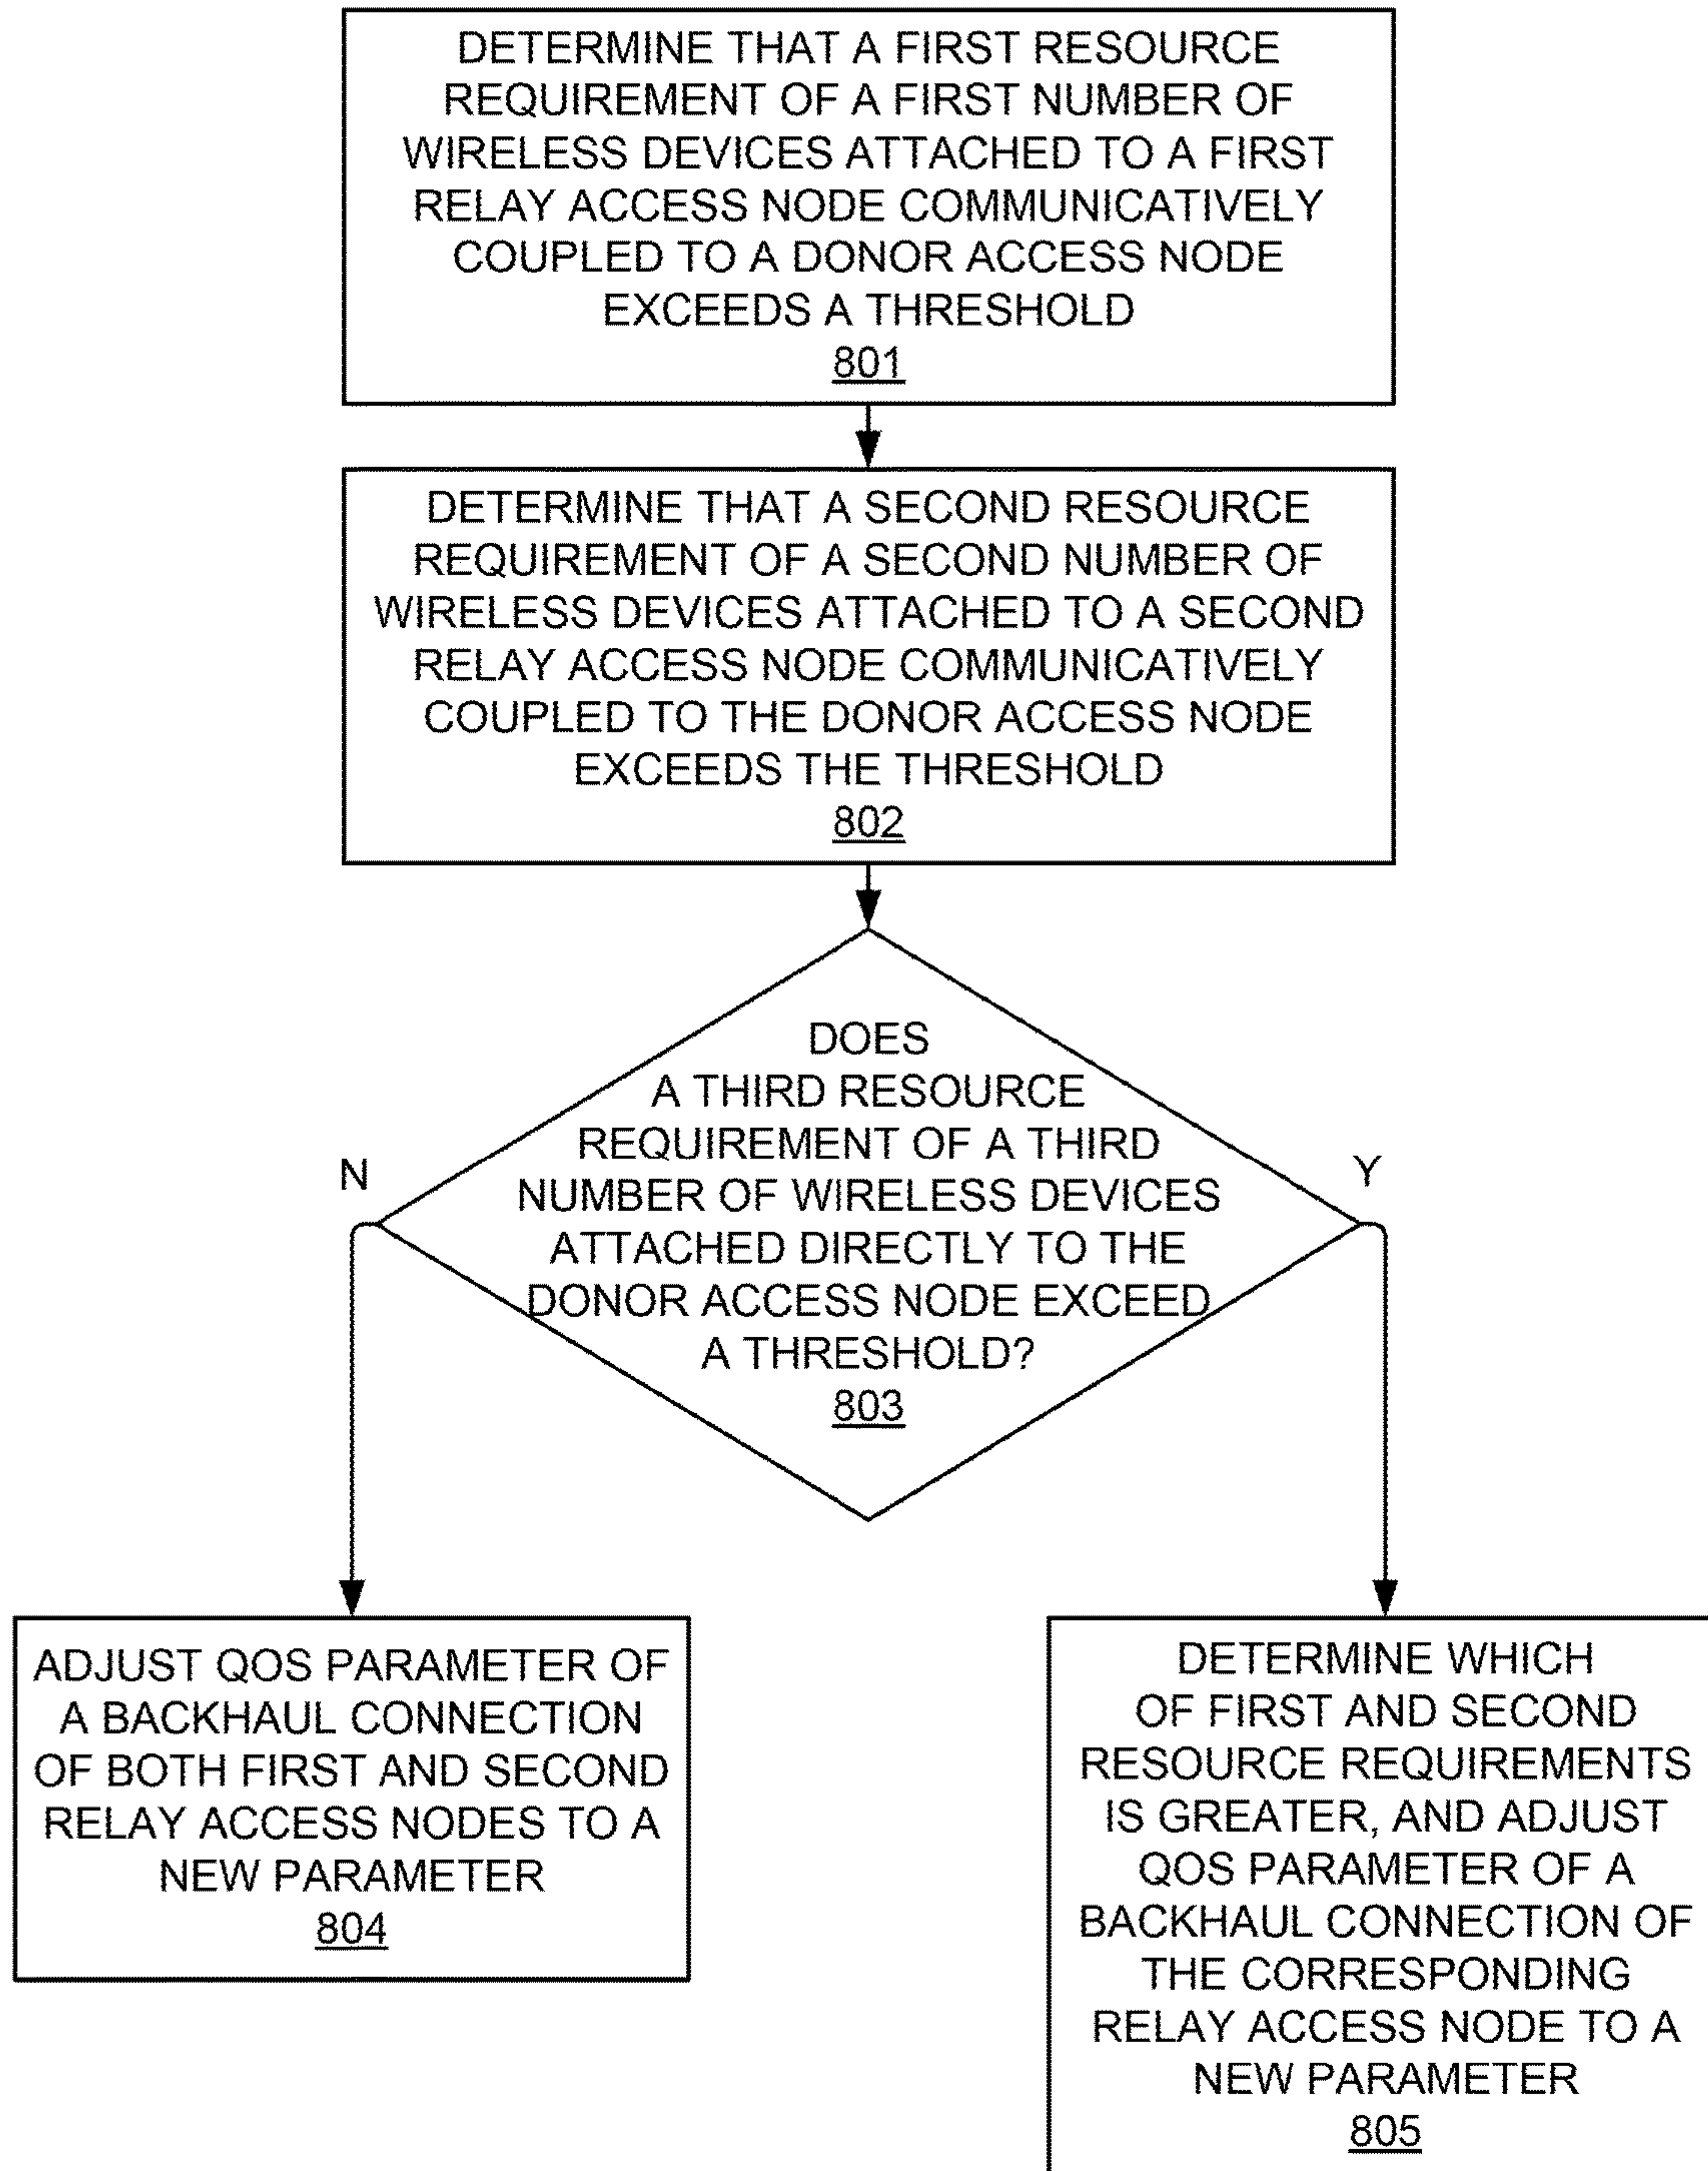 DETERMINE THAT A FIRST RESOURCE
REQUIREMENT OF A FIRST NUMBER OF
WIRELESS DEVICES ATTACHED TO A FIRST
RELAY ACCESS NODE COMMUNICATIVELY
COUPLED TO A DONOR ACCESS NODE
EXCEEDS A THRESHOLD
801
DETERMINE THAT A SECOND RESOURCE
REQUIREMENT OF A SECOND NUMBER OF
WIRELESS DEVICES ATTACHED TO A SECOND
RELAY ACCESS NODE COMMUNICATIVELY
COUPLED TO THE DONOR ACCESS NODE
EXCEEDS THE THRESHOLD
802
DOES
A THIRD RESOURCE
REQUIREMENT OF A THIRD
NUMBER OF WIRELESS DEVICES
ATTACHED DIRECTLY TO THE
DONOR ACCESS NODE EXCEED
A THRESHOLD?
803
N
Y
ADJUST QOS PARAMETER OF
A BACKHAUL CONNECTION
OF BOTH FIRST AND SECOND
RELAY ACCESS NODES TO A
NEW PARAMETER
804
DETERMINE WHICH
OF FIRST AND SECOND
RESOURCE REQUIREMENTS
IS GREATER, AND ADJUST
QOS PARAMETER OF A
BACKHAUL CONNECTION OF
THE CORRESPONDING
RELAY ACCESS NODE TO A
NEW PARAMETER
805